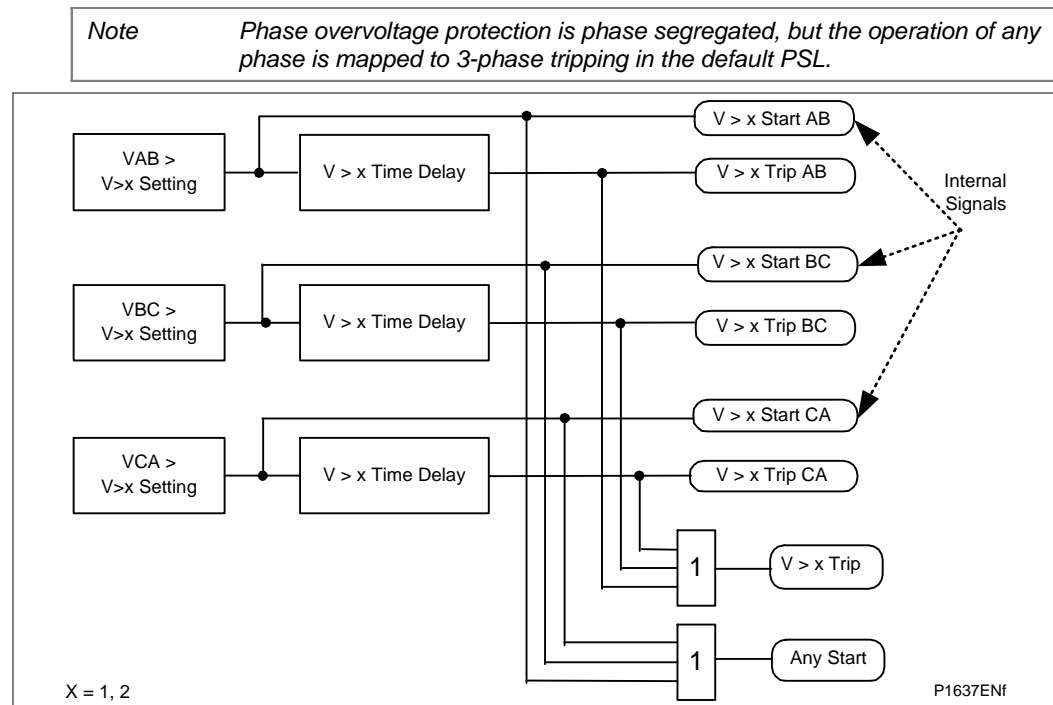 Note Phase overvoltage protection is phase segregated, but the operation of any
phase is mapped to 3-phase tripping in the default PSL.
VAB >
V>x Setting
V > x Time Delay
V > x Start AB
V > x Trip AB
Internal
Signals
VBC >
V>x Setting
V > x Time Delay
V > x Start BC
V > x Trip BC
VCA >
V>x Setting
V > x Time Delay
V > x Start CA
V > x Trip CA
1
V > x Trip
1
Any Start
X = 1, 2
P1637ENf